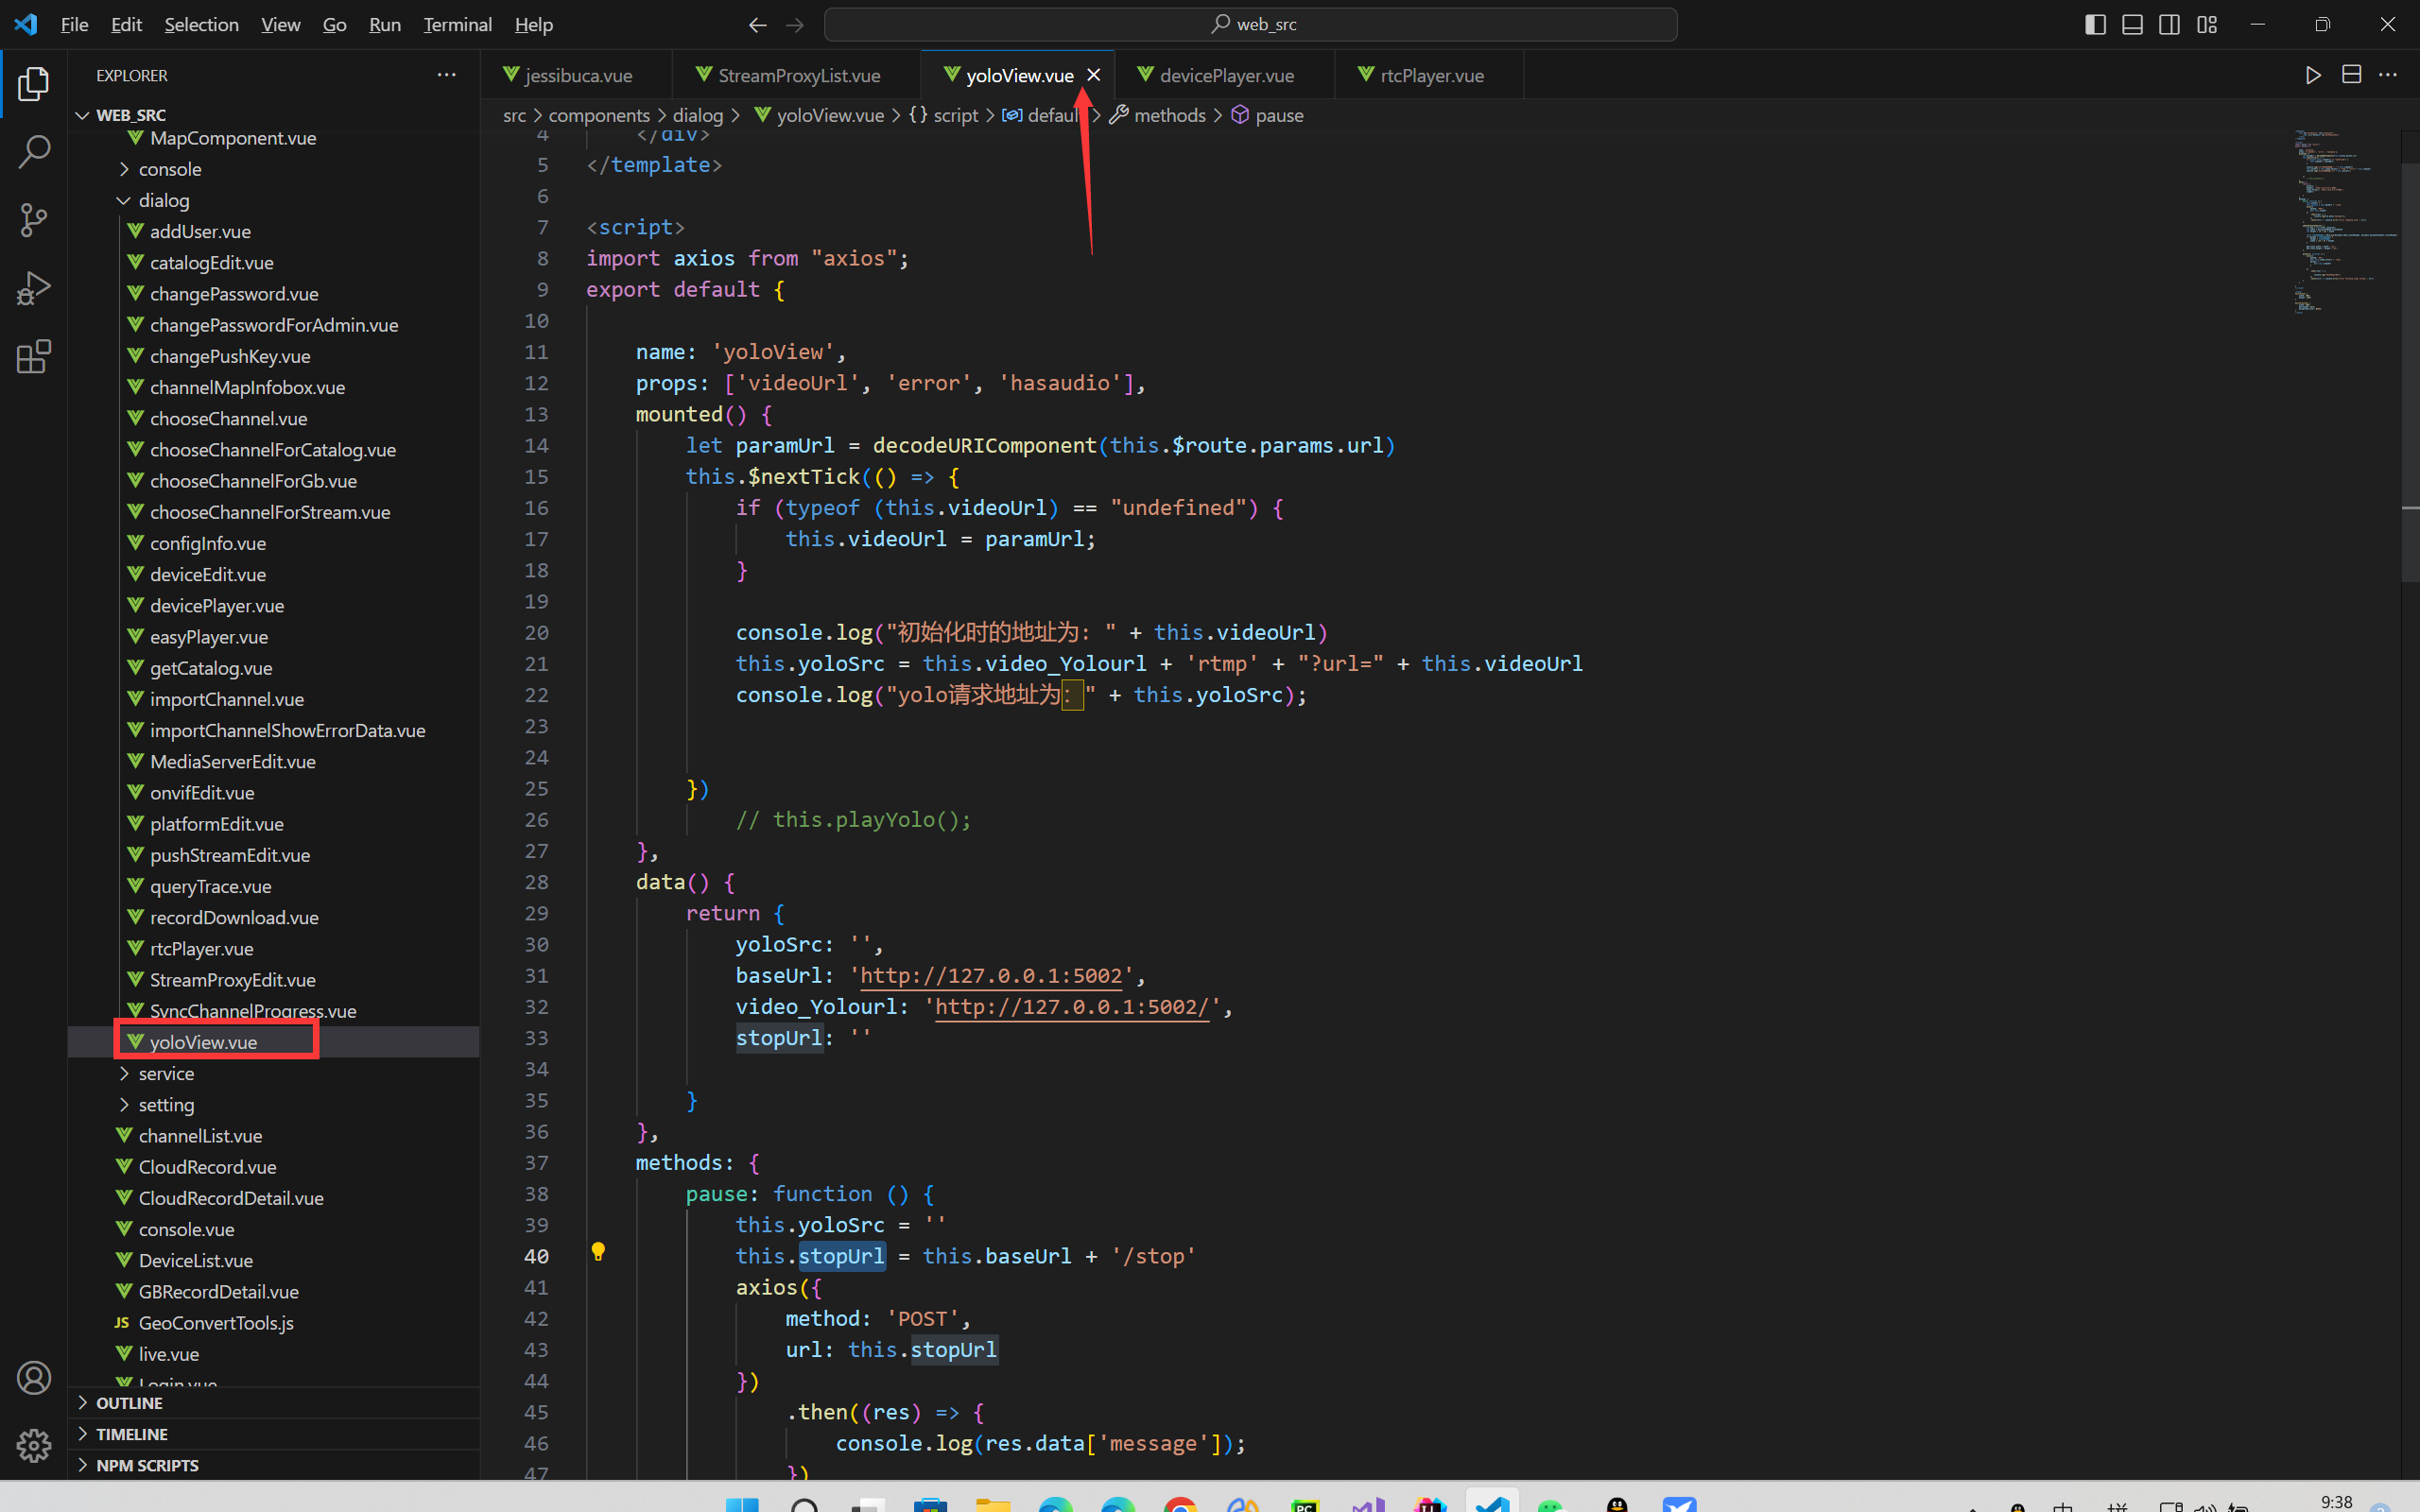 File Edit Selection View Go Run Terminal Help
web_src
EXPLORER
WEB_SRC
MapComponent.vue
console
dialog
addUser.vue
catalogEdit.vue
changePassword.vue
changePasswordForAdmin.vue
changePushKey.vue
channelMapInfobox.vue
chooseChannel.vue
chooseChannelForCatalog.vue
chooseChannelForGb.vue
chooseChannelForStream.vue
configInfo.vue
deviceEdit.vue
devicePlayer.vue
easyPlayer.vue
getCatalog.vue
importChannel.vue
importChannelShowErrorData.vue
MediaServerEdit.vue
onvifEdit.vue
platformEdit.vue
pushStreamEdit.vue
queryTrace.vue
recordDownload.vue
rtcPlayer.vue
StreamProxyEdit.vue
SyncChannelProgress.vue
yoloView.vue
service
setting
channelList.vue
CloudRecord.vue
CloudRecordDetail.vue
console.vue
DeviceList.vue
GBRecordDetail.vue
JS GeoConvertTools.js
live.vue
Login.vue
OUTLINE
TIMELINE
NPM SCRIPTS
jessibuca.vue StreamProxyList.vue yoloView.vue devicePlayer.vue rtcPlayer.vue
src > components > dialog > yoloView.vue > {} script > default > methods > pause
4 </div>
5 </template>
6
7 <script>
8 import axios from "axios";
9 export default {
10
11 name: 'yoloView',
12 props: ['videoUrl', 'error', 'hasaudio'],
13 mounted() {
14 let paramUrl = decodeURIComponent(this.$route.params.url)
15 this.$nextTick(() => {
16 if (typeof (this.videoUrl) == "undefined") {
17 this.videoUrl = paramUrl;
18 }
19
20 console.log("初始化时的地址为: " + this.videoUrl)
21 this.yoloSrc = this.video_Yolourl + 'rtmp' + "?url=" + this.videoUrl
22 console.log("yolo请求地址为：" + this.yoloSrc);
23
24
25 })
26 // this.playYolo();
27 },
28 data() {
29 return {
30 yoloSrc: '',
31 baseUrl: 'http://127.0.0.1:5002',
32 video_Yolourl: 'http://127.0.0.1:5002/',
33 stopUrl: ''
34
35 }
36 },
37 methods: {
38 pause: function () {
39 this.yoloSrc = ''
40 this.stopUrl = this.baseUrl + '/stop'
41 axios({
42 method: 'POST',
43 url: this.stopUrl
44 })
45 .then((res) => {
46 console.log(res.data['message']);
47 })
9:38